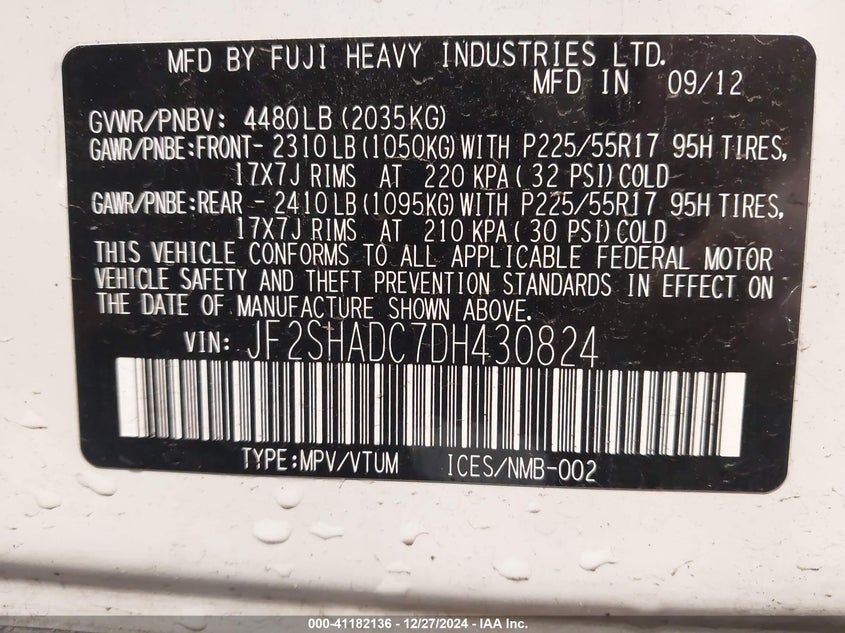 MFD BY FUJI HEAVY INDUSTRIES LTD.
MFD IN 09/12
GVWR/PNBV: 4480LB(2035KG)
GAWR/PNBE:FRONT- 2310LB(1050KG)WITH P225/55R17 95H TIRES,
17X7J RIMS AT 220 KPA(32 PSI)COLD
GAWR/PNBE:REAR - 2410LB(1095KG)WITH P225/55R17 95H TIRES,
17X7J RIMS AT 210 KPA(30 PSI)COLD
THIS VEHICLE CONFORMS TO ALL APPLICABLE FEDERAL MOTOR
VEHICLE SAFETY AND THEFT PREVENTION STANDARDS IN EFFECT ON
THE DATE OF MANUFACTURE SHOWN ABOVE.
VIN: JF2SHADC7DH430824
TYPE:MPV/VTUM ICES/NMB-002
000-41182136 - 12/27/2024 - IAA Inc.